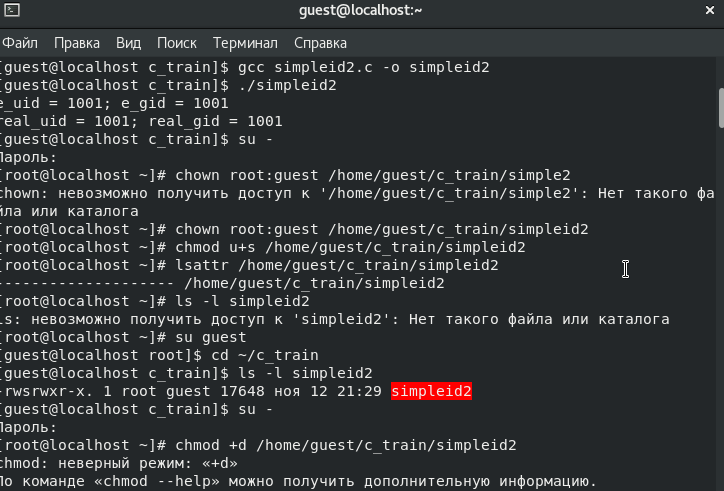 guest@localhost:~
Файл Правка Вид Поиск Терминал Справка
[guest@localhost c_train]$ gcc simpleid2.c -o simpleid2
[guest@localhost c_train]$ ./simpleid2
e_uid = 1001; e_gid = 1001
real_uid = 1001; real_gid = 1001
[guest@localhost c_train]$ su -
Пароль:
[root@localhost ~]# chown root:guest /home/guest/c_train/simple2
chown: невозможно получить доступ к '/home/guest/c_train/simple2': Нет такого фа
йла или каталога
[root@localhost ~]# chown root:guest /home/guest/c_train/simpleid2
[root@localhost ~]# chmod u+s /home/guest/c_train/simpleid2
[root@localhost ~]# lsattr /home/guest/c_train/simpleid2
-------------------- /home/guest/c_train/simpleid2
[root@localhost ~]# ls -l simpleid2
ls: невозможно получить доступ к 'simpleid2': Нет такого файла или каталога
[root@localhost ~]# su guest
[guest@localhost root]$ cd ~/c_train
[guest@localhost c_train]$ ls -l simpleid2
-rwsrwxr-x. 1 root guest 17648 ноя 12 21:29 simpleid2
[guest@localhost c_train]$ su -
Пароль:
[root@localhost ~]# chmod +d /home/guest/c_train/simpleid2
chmod: неверный режим: «+d»
По команде «chmod --help» можно получить дополнительную информацию.